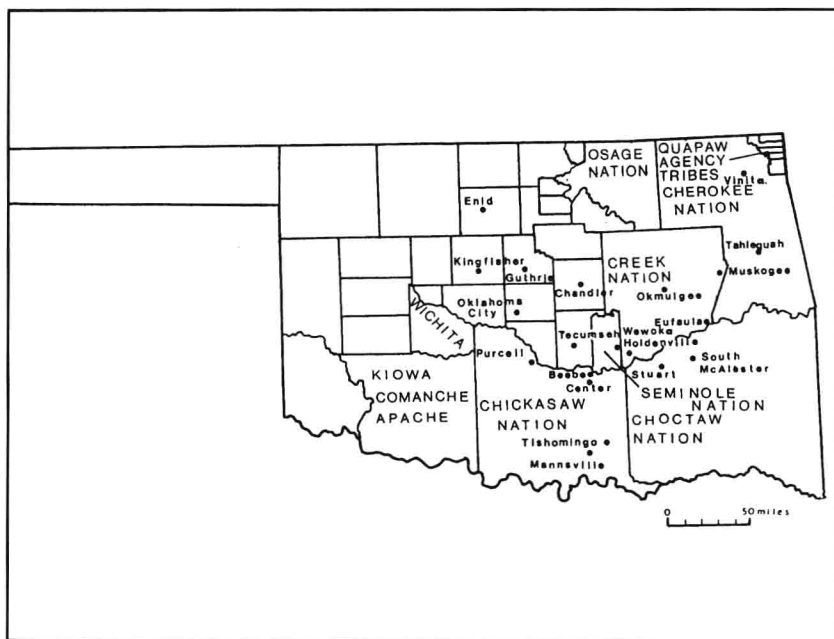 OSAGE
NATION
QUAPAW
AGENCY
TRIBES
Vinita
CHEROKEE
NATION
Enid
Tahlequah
Muskogee
Kingfisher
Guthrie
CREEK
NATION
Chandler
Okmulgee
Oklahoma
City
WICHITA
Eufaula
Tecumseh
Wewoka
Holdenville
Purcell
South
McAlester
Stuart
KIOWA
COMANCHE
APACHE
Beebee
Center
SEMINOLE
NATION
CHICKASAW
NATION
CHOCTAW
NATION
Tishomingo
Mannsville
0 50 miles